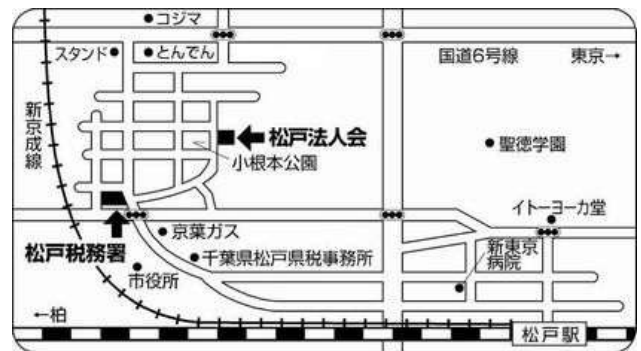 コジマ
スタンド
とんでん
国道6号線
東京→
新京成線
松戸法人会
小根本公園
聖徳学園
イトーヨーカ堂
松戸税務署
京葉ガス
千葉県松戸県税事務所
新東京
病院
市役所
←柏
松戸駅